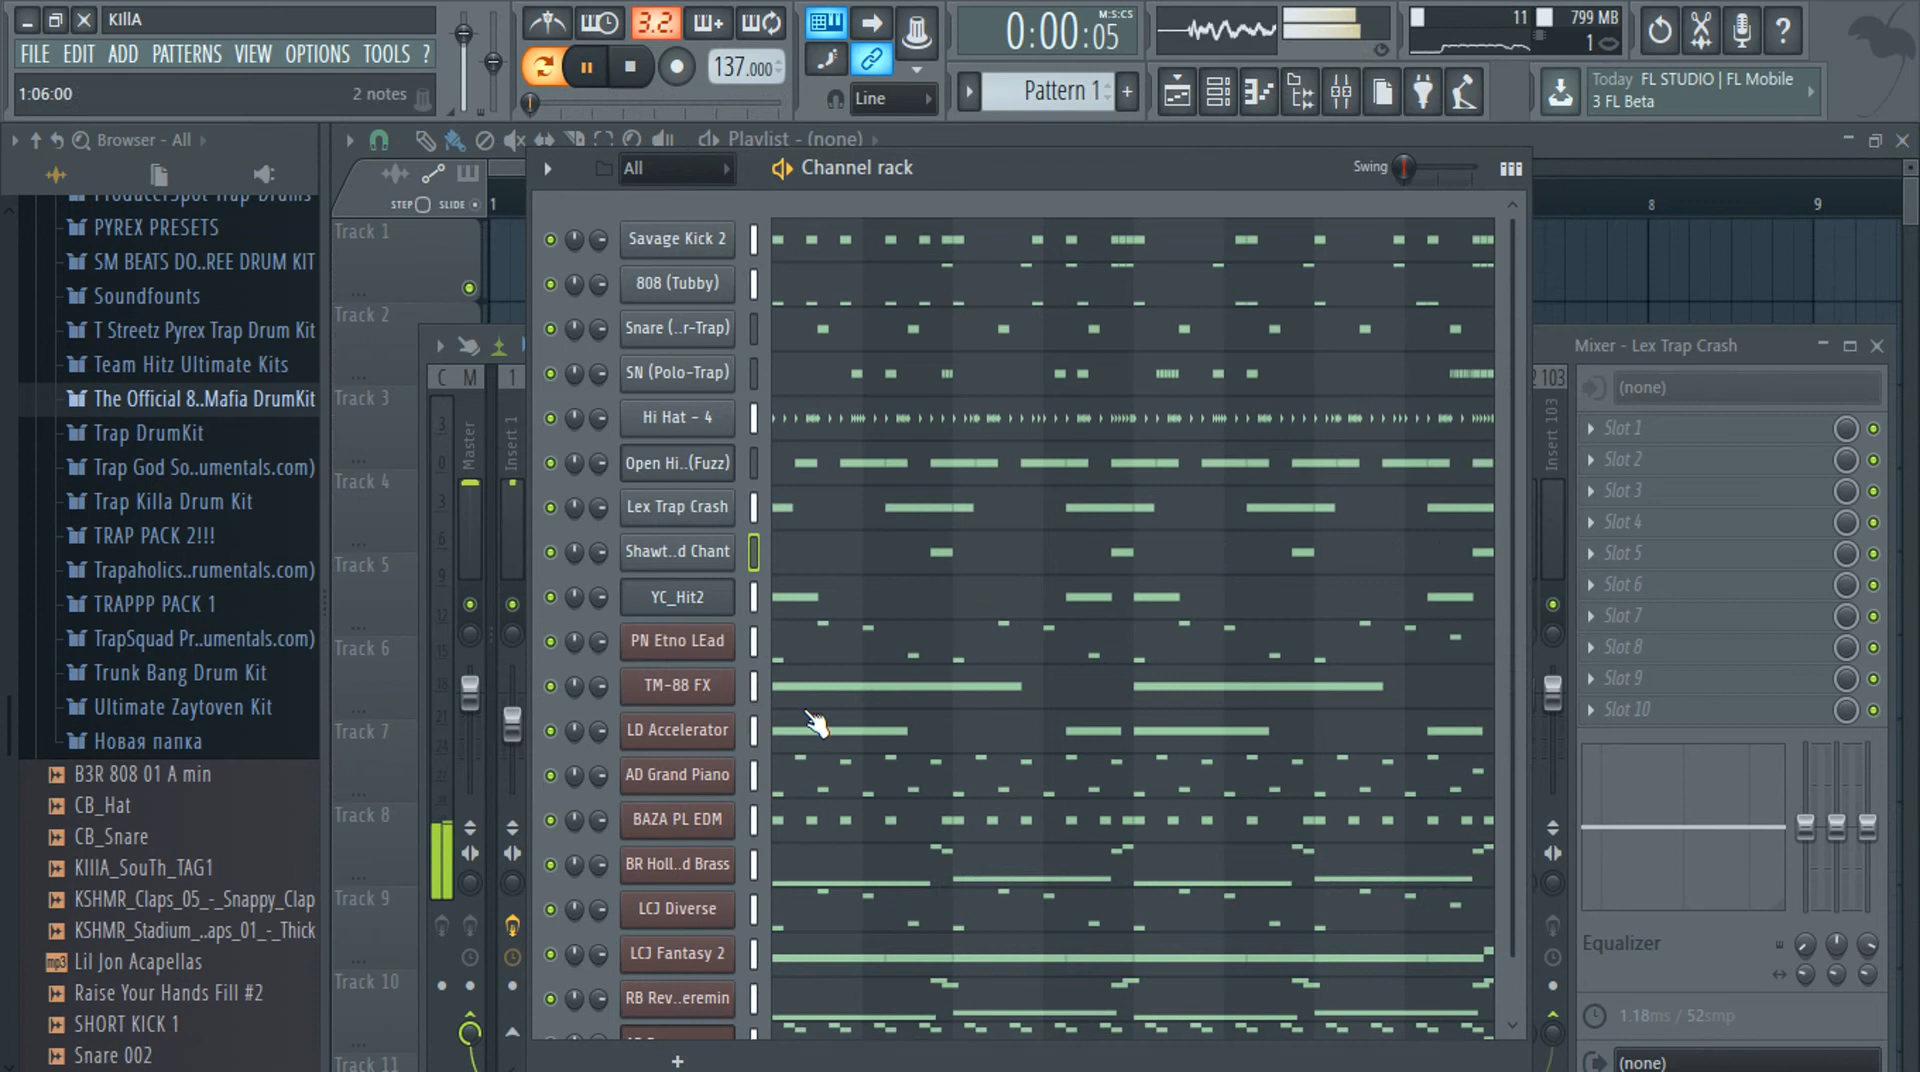 KIllA
FILE EDIT ADD PATTERNS VIEW OPTIONS TOOLS ?
1:06:00 2 notes
3.2.
137.000
Line
0:00:05
M:S:CS
Pattern 1
11 799 MB
1
Today FL STUDIO | FL Mobile
3 FL Beta
Browser - All
PYREX PRESETS
SM BEATS DO..REE DRUM KIT
Soundfounts
T Streetz Pyrex Trap Drum Kit
Team Hitz Ultimate Kits
The Official 8..Mafia DrumKit
Trap DrumKit
Trap God So..umentals.com)
Trap Killa Drum Kit
TRAP PACK 2!!!
Trapaholics..rumentals.com)
TRAPPP PACK 1
TrapSquad Pr..umentals.com)
Trunk Bang Drum Kit
Ultimate Zaytoven Kit
Новая папка
B3R 808 01 A min
CB_Hat
CB_Snare
KIllA_SouTh_TAG1
KSHMR_Claps_05_-_Snappy_Clap
KSHMR_Stadium_..aps_01_-_Thick
mp3 Lil Jon Acapellas
Raise Your Hands Fill #2
SHORT KICK 1
Snare 002
Playlist - (none)
STEP SLIDE
1
8 9
Track 1
Track 2
Track 3
Track 4
Track 5
Track 6
Track 7
Track 8
Track 9
Track 10
Track 11
C M 1
Master
Insert 1
All
Channel rack
Swing
Savage Kick 2
808 (Tubby)
Snare (..r-Trap)
SN (Polo-Trap)
Hi Hat - 4
Open Hi..(Fuzz)
Lex Trap Crash
Shawt..d Chant
YC_Hit2
PN Etno LEad
TM-88 FX
LD Accelerator
AD Grand Piano
BAZA PL EDM
BR Holl..d Brass
LCJ Diverse
LCJ Fantasy 2
RB Rev..eremin
+
Mixer - Lex Trap Crash
103
Insert 103
(none)
Slot 1
Slot 2
Slot 3
Slot 4
Slot 5
Slot 6
Slot 7
Slot 8
Slot 9
Slot 10
Equalizer
1.18ms / 52smp
(none)